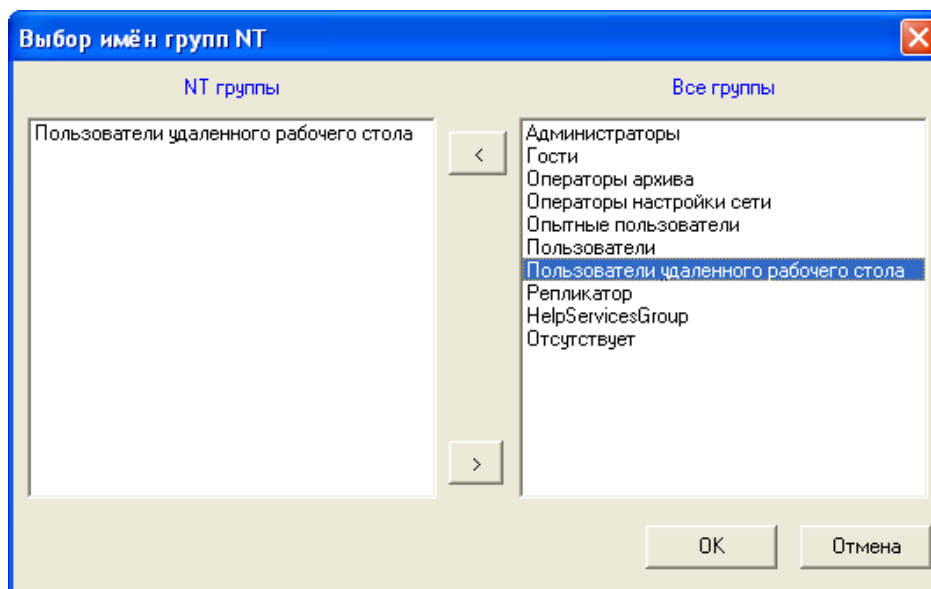 Выбор имён групп NT
NT группы
Все группы
Пользователи удаленного рабочего стола
<
>
Администраторы
Гости
Операторы архива
Операторы настройки сети
Опытные пользователи
Пользователи
Пользователи удаленного рабочего стола
Репликатор
HelpServicesGroup
Отсутствует
OK
Отмена